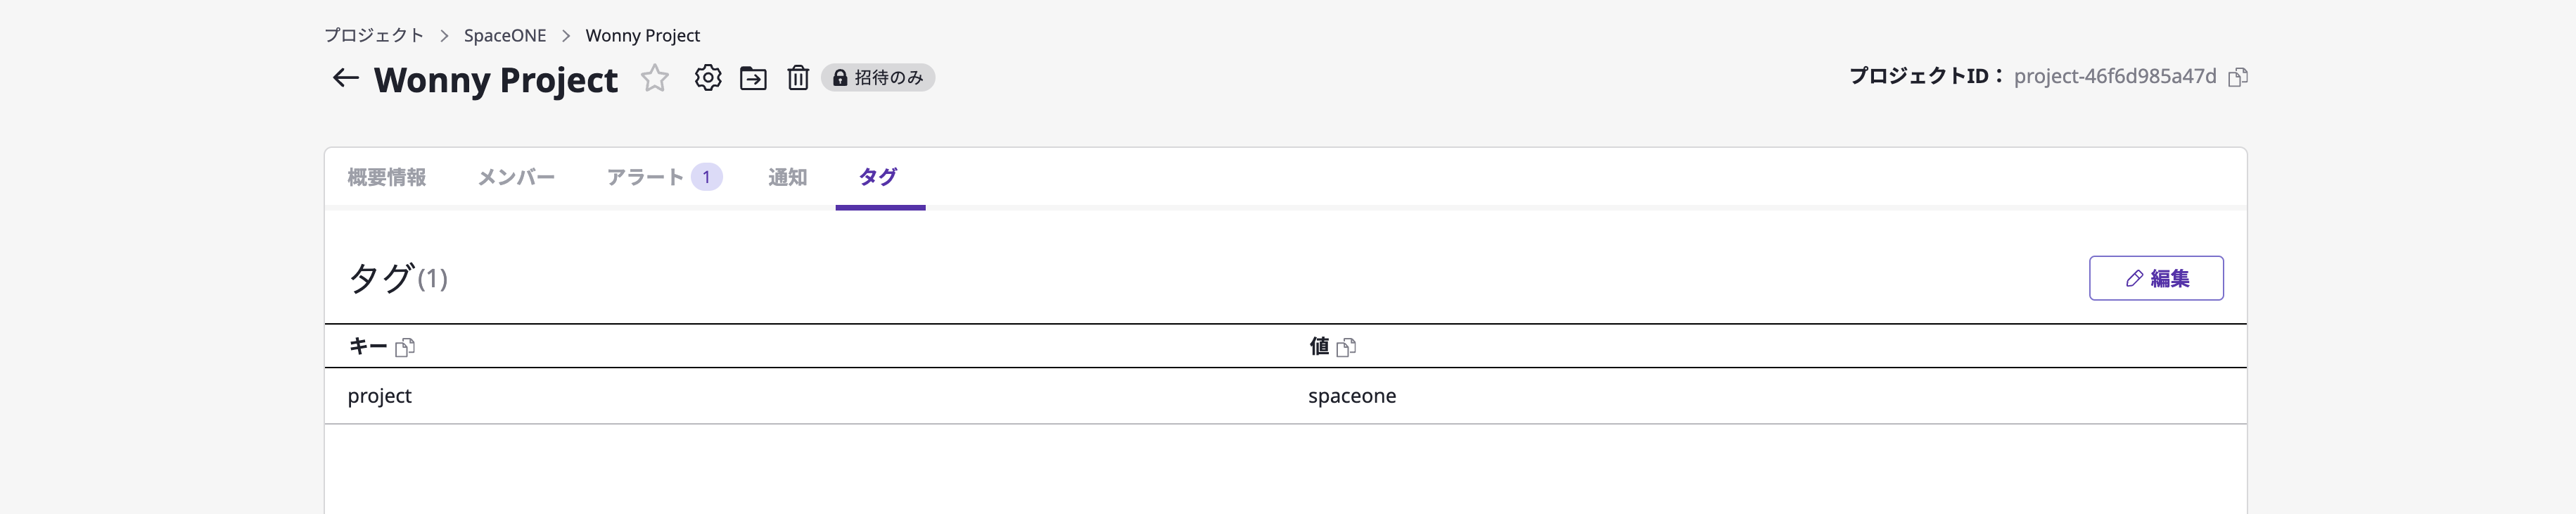 プロジェクト > SpaceONE > Wonny Project
Wonny Project 招待のみ
プロジェクトID： project-46f6d985a47d
概要情報 メンバー アラート 1 通知 タグ
タグ(1)
編集
キー 値
project spaceone